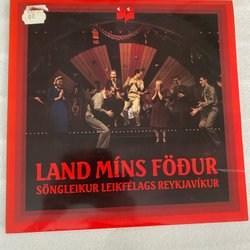 LAND MÍNS FÖÐUR
SÖNGLEIKUR LEIKFÉLAGS REYKJAVÍKUR